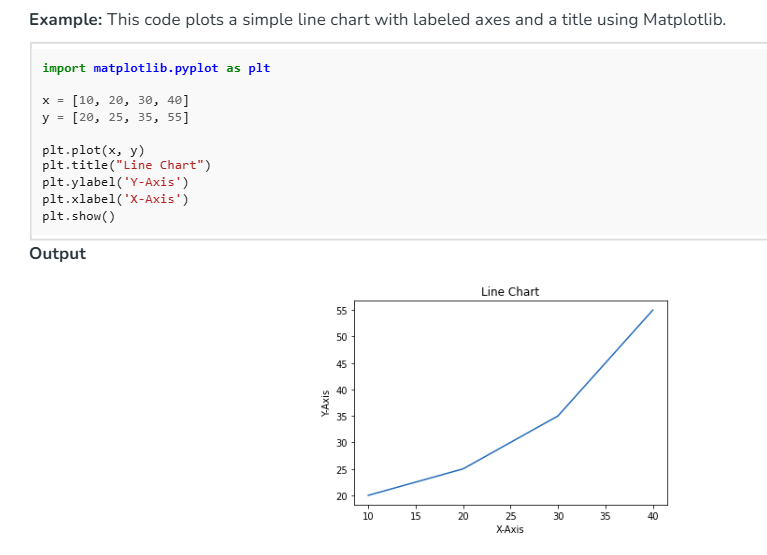 Example: This code plots a simple line chart with labeled axes and a title using Matplotlib.
import matplotlib.pyplot as plt
x = [10, 20, 30, 40]
y = [20, 25, 35, 55]
plt.plot(x, y)
plt.title("Line Chart")
plt.ylabel('Y-Axis')
plt.xlabel('X-Axis')
plt.show()
Output
Line Chart
55
50
45
40
35
30
25
20
Y-Axis
10 15 20 25 30 35 40
X-Axis